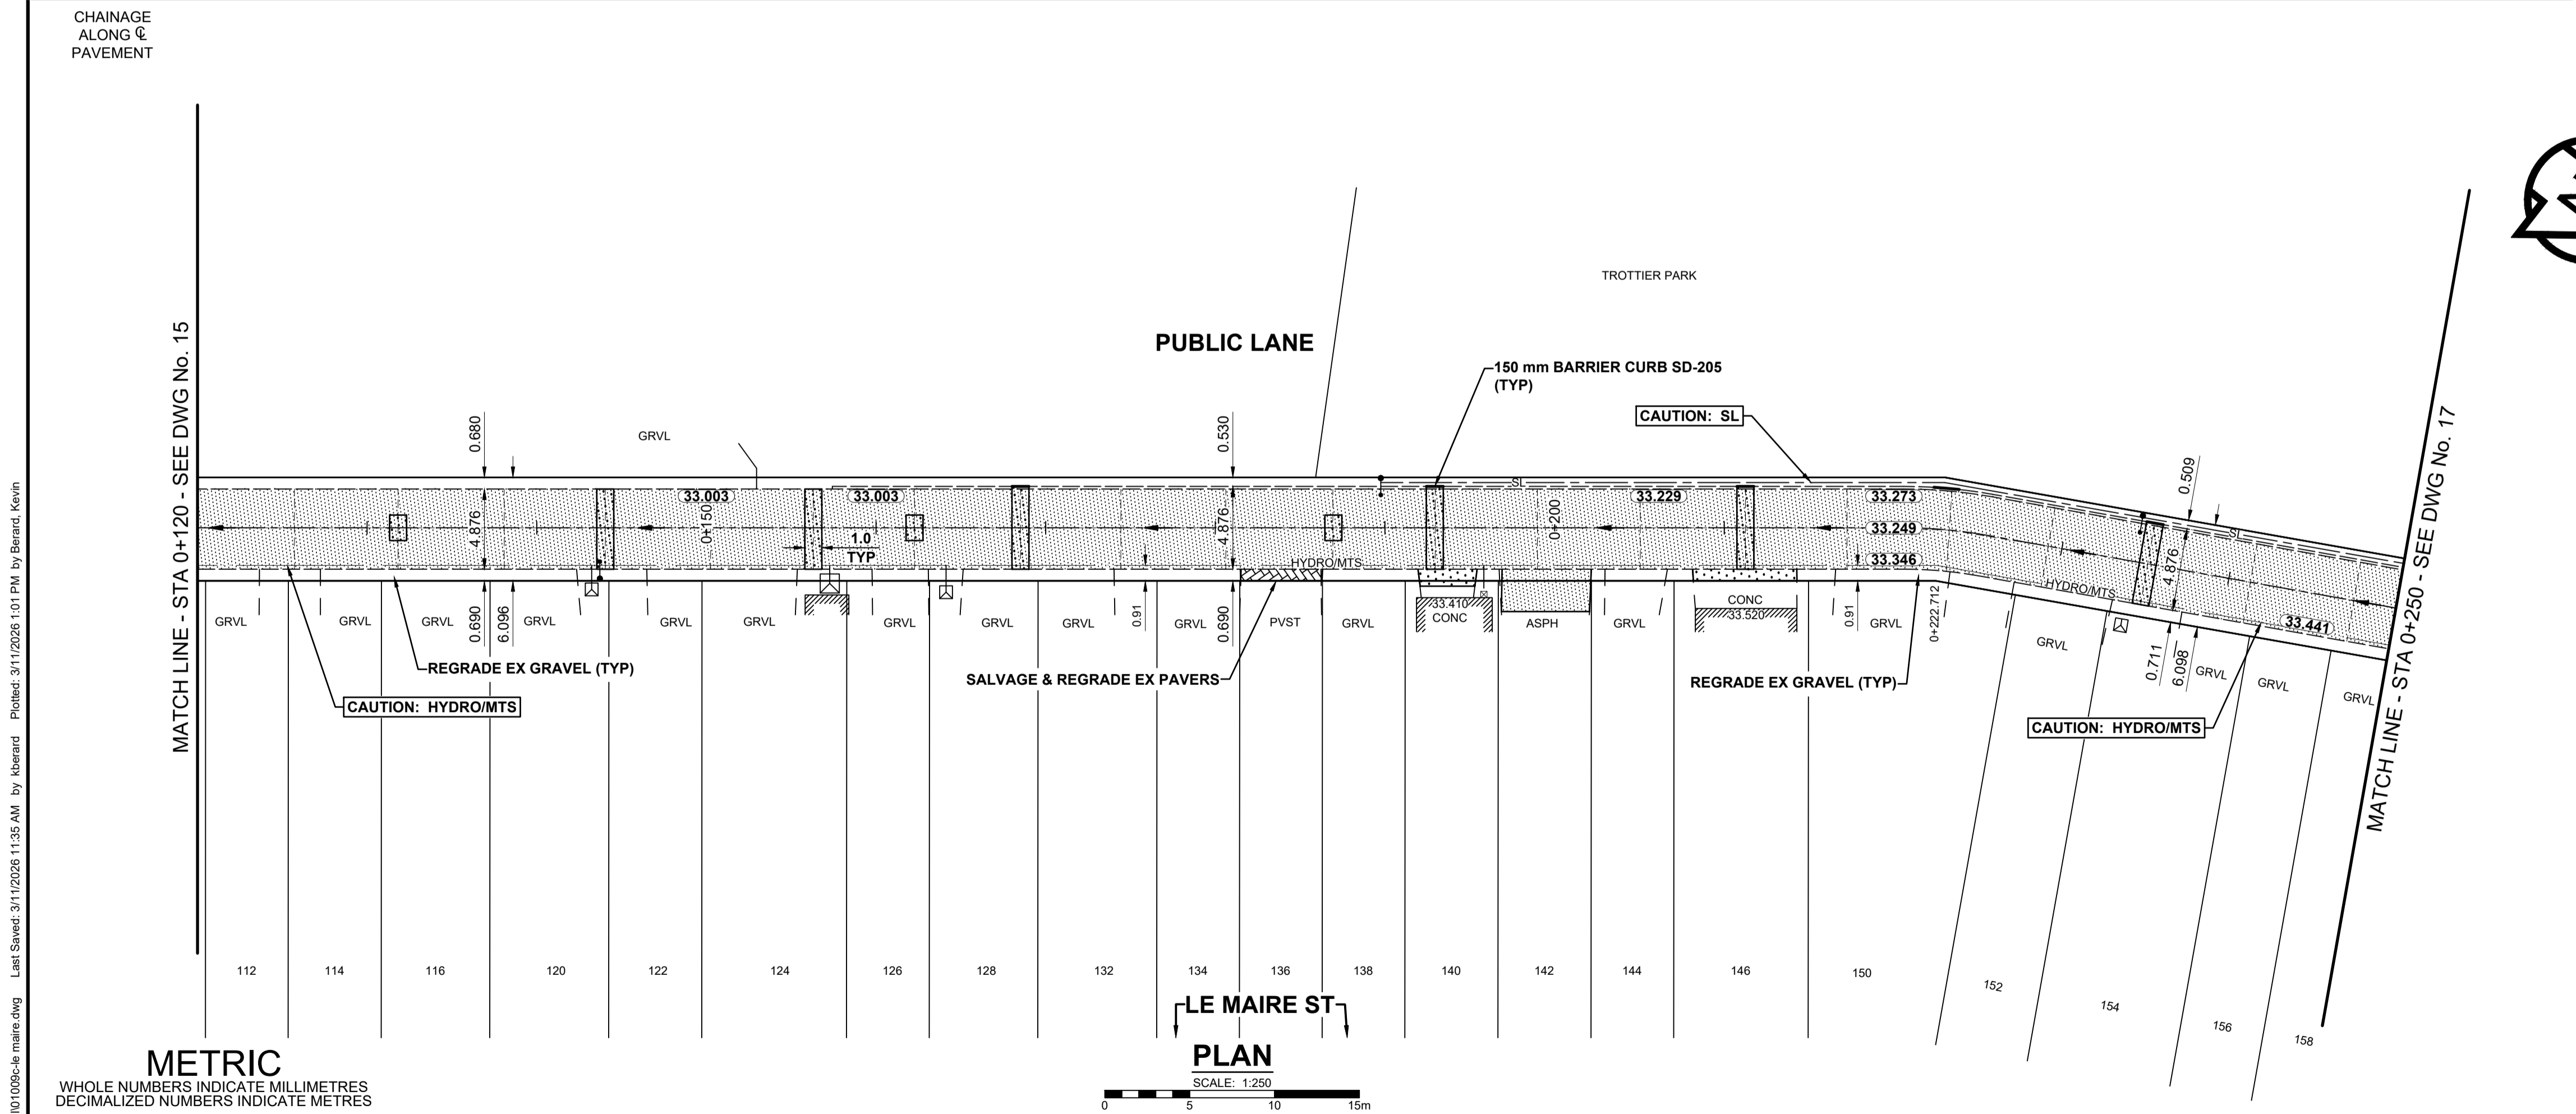 CHAINAGE
ALONG ℄
PAVEMENT
MATCH LINE - STA 0+120 - SEE DWG No. 15
TROTTIER PARK
PUBLIC LANE
150 mm BARRIER CURB SD-205
(TYP)
CAUTION: SL
0.680
GRVL
0.530
0.509
MATCH LINE - STA 0+250 - SEE DWG No. 17
SL
SL
33.003
33.003
33.229
33.273
4.876
0+150
1.0
TYP
4.876
0+200
33.249
33.346
4.876
HYDRO/MTS
HYDRO/MTS
0.690
6.096
0.91
0.690
33.410
CONC
CONC
33.520
0.91
0+222.712
33.441
0.711
6.098
GRVL
GRVL
GRVL
GRVL
GRVL
GRVL
GRVL
GRVL
GRVL
GRVL
PVST
GRVL
ASPH
GRVL
GRVL
GRVL
GRVL
GRVL
GRVL
REGRADE EX GRAVEL (TYP)
SALVAGE & REGRADE EX PAVERS
REGRADE EX GRAVEL (TYP)
CAUTION: HYDRO/MTS
CAUTION: HYDRO/MTS
112
114
116
120
122
124
126
128
132
134
136
138
140
142
144
146
150
152
154
156
158
LE MAIRE ST
METRIC
WHOLE NUMBERS INDICATE MILLIMETRES
DECIMALIZED NUMBERS INDICATE METRES
PLAN
SCALE: 1:250
0 5 10 15m
01009c-le maire.dwg Last Saved: 3/11/2026 11:35 AM by kberard Plotted: 3/11/2026 1:01 PM by Berard, Kevin